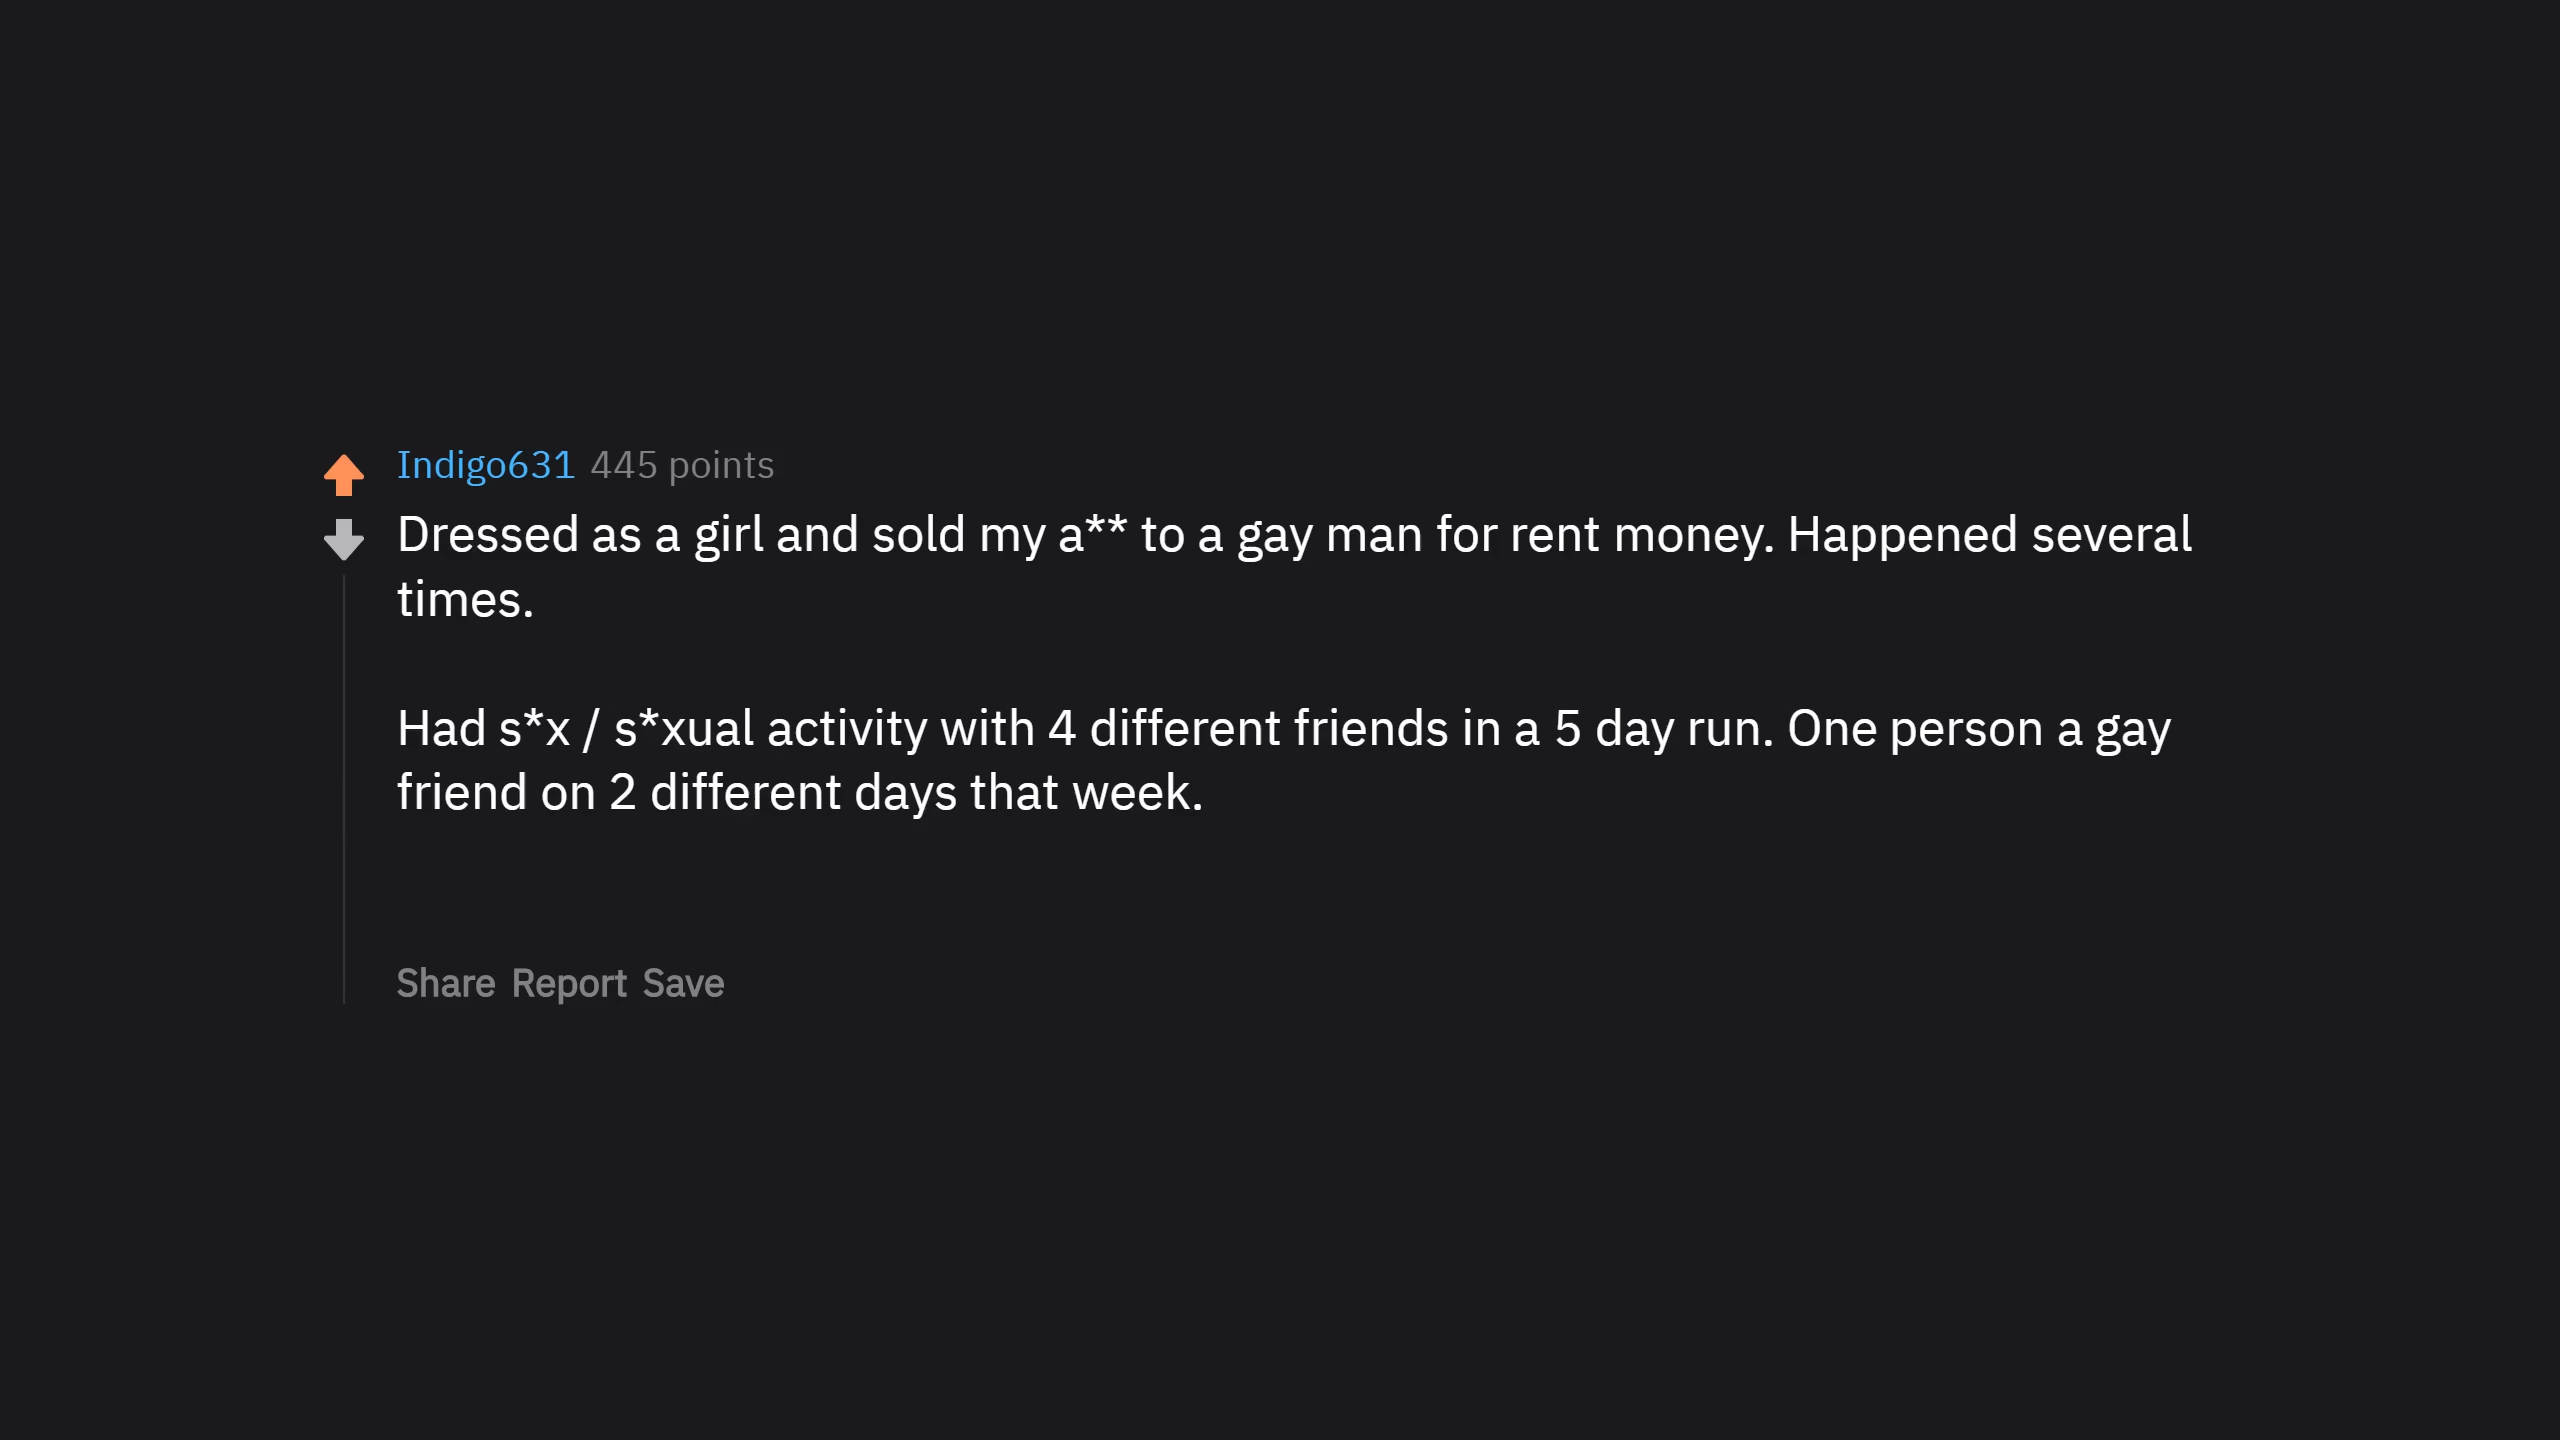 Indigo631 445 points
Dressed as a girl and sold my a** to a gay man for rent money. Happened several
times.
Had s*x / s*xual activity with 4 different friends in a 5 day run. One person a gay
friend on 2 different days that week.
Share Report Save